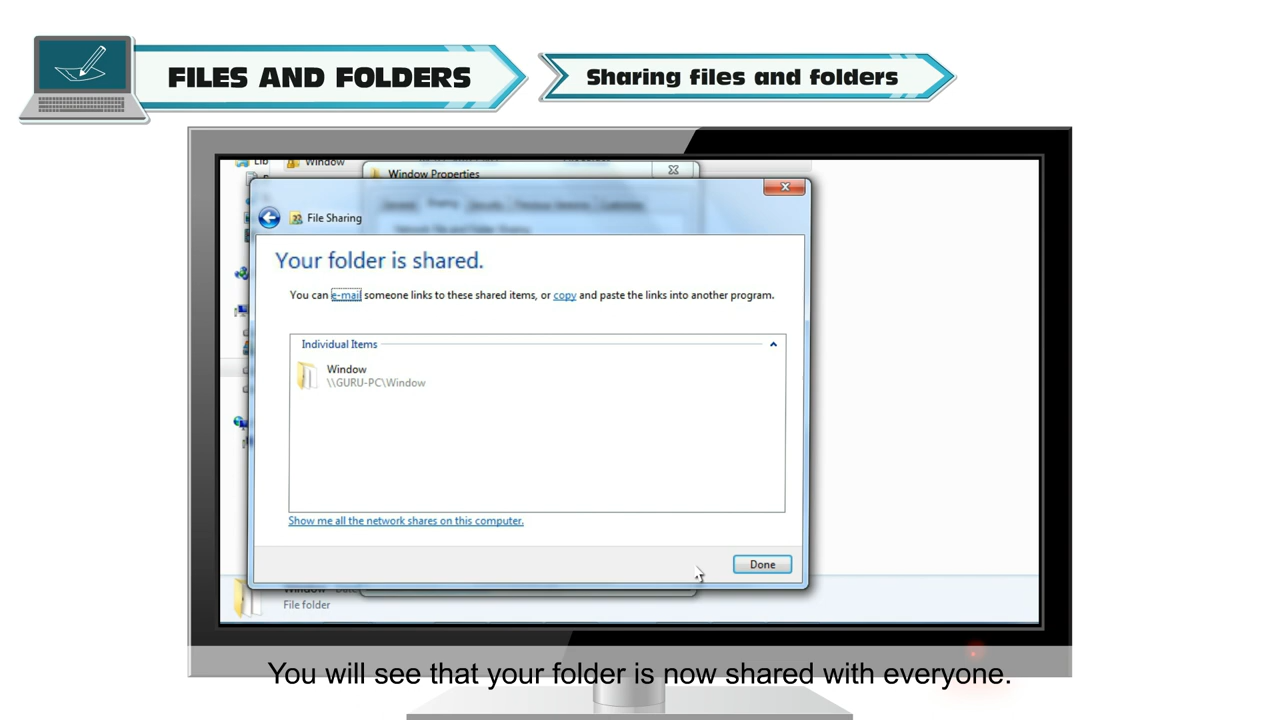 FILES AND FOLDERS
Sharing files and folders
Window
Window Properties
File Sharing
Your folder is shared.
You can e-mail someone links to these shared items, or copy and paste the links into another program.
Individual Items
Window
\\GURU-PC\Window
Show me all the network shares on this computer.
Done
File folder
You will see that your folder is now shared with everyone.